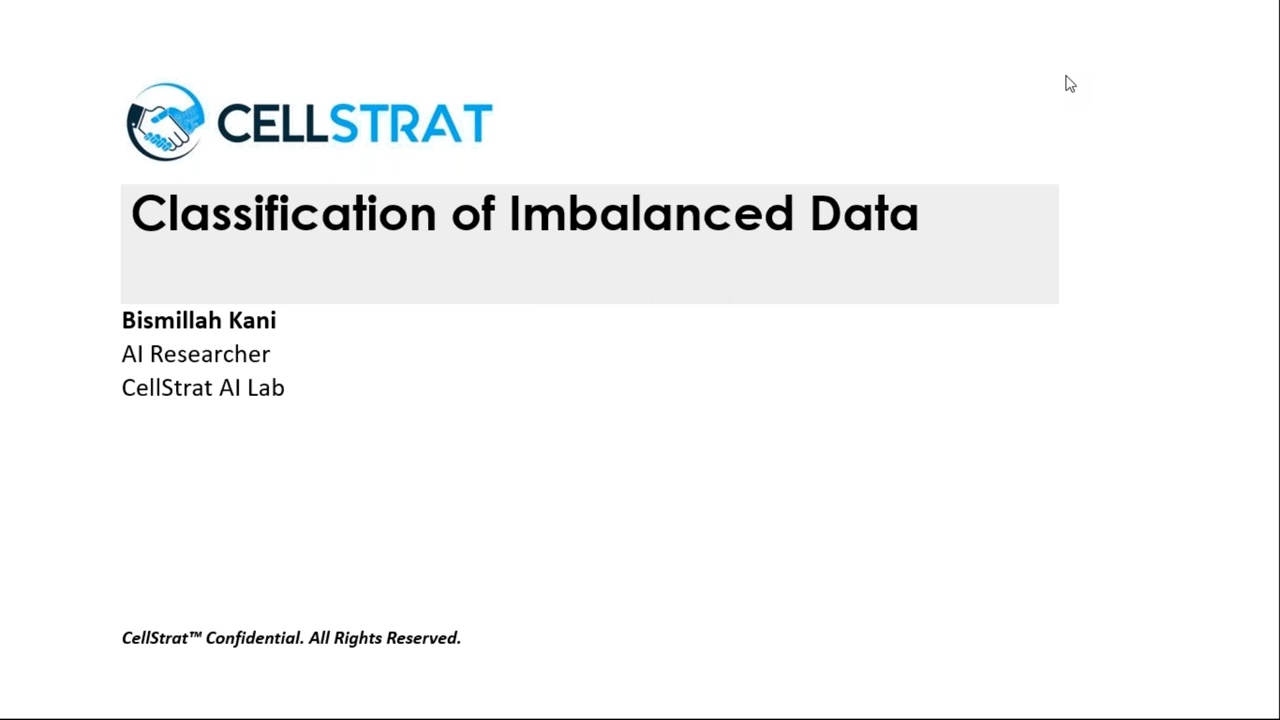 CELLSTRAT
Classification of Imbalanced Data
Bismillah Kani
AI Researcher
CellStrat AI Lab
CellStrat™ Confidential. All Rights Reserved.